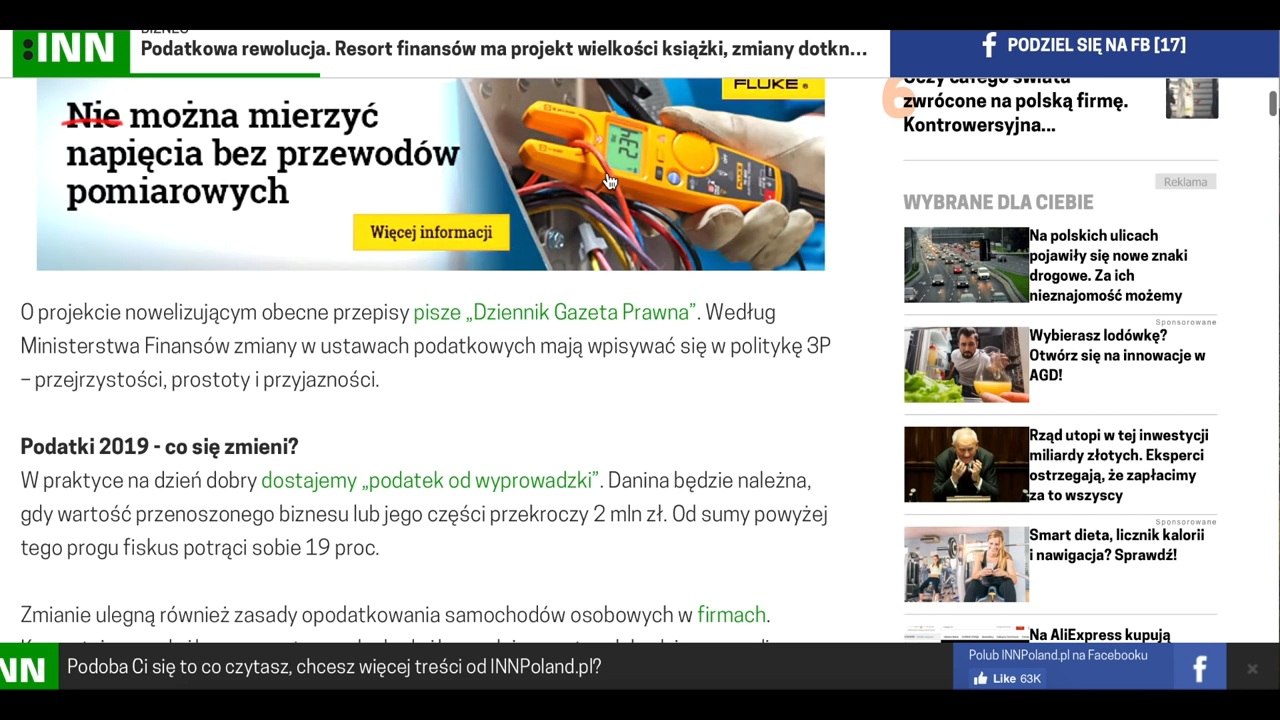 BIZNES
:INN
Podatkowa rewolucja. Resort finansów ma projekt wielkości książki, zmiany dotkn...
PODZIEL SIĘ NA FB [17]
FLUKE
Nie można mierzyć
napięcia bez przewodów
pomiarowych
Więcej informacji
234
FLUKE
O projekcie nowelizującym obecne przepisy pisze „Dziennik Gazeta Prawna”. Według
Ministerstwa Finansów zmiany w ustawach podatkowych mają wpisywać się w politykę 3P
– przejrzystości, prostoty i przyjazności.
Podatki 2019 - co się zmieni?
W praktyce na dzień dobry dostajemy „podatek od wyprowadzki”. Danina będzie należna,
gdy wartość przenoszonego biznesu lub jego części przekroczy 2 mln zł. Od sumy powyżej
tego progu fiskus potrąci sobie 19 proc.
Zmianie ulegną również zasady opodatkowania samochodów osobowych w firmach.
6
Oczy całego świata
zwrócone na polską firmę.
Kontrowersyjna...
Reklama
WYBRANE DLA CIEBIE
Na polskich ulicach
pojawiły się nowe znaki
drogowe. Za ich
nieznajomość możemy
Sponsorowane
Wybierasz lodówkę?
Otwórz się na innowacje w
AGD!
Rząd utopi w tej inwestycji
miliardy złotych. Eksperci
ostrzegają, że zapłacimy
za to wszyscy
Sponsorowane
Smart dieta, licznik kalorii
i nawigacja? Sprawdź!
Na AliExpress kupują
NN
Podoba Ci się to co czytasz, chcesz więcej treści od INNPoland.pl?
Polub INNPoland.pl na Facebooku
Like 63K